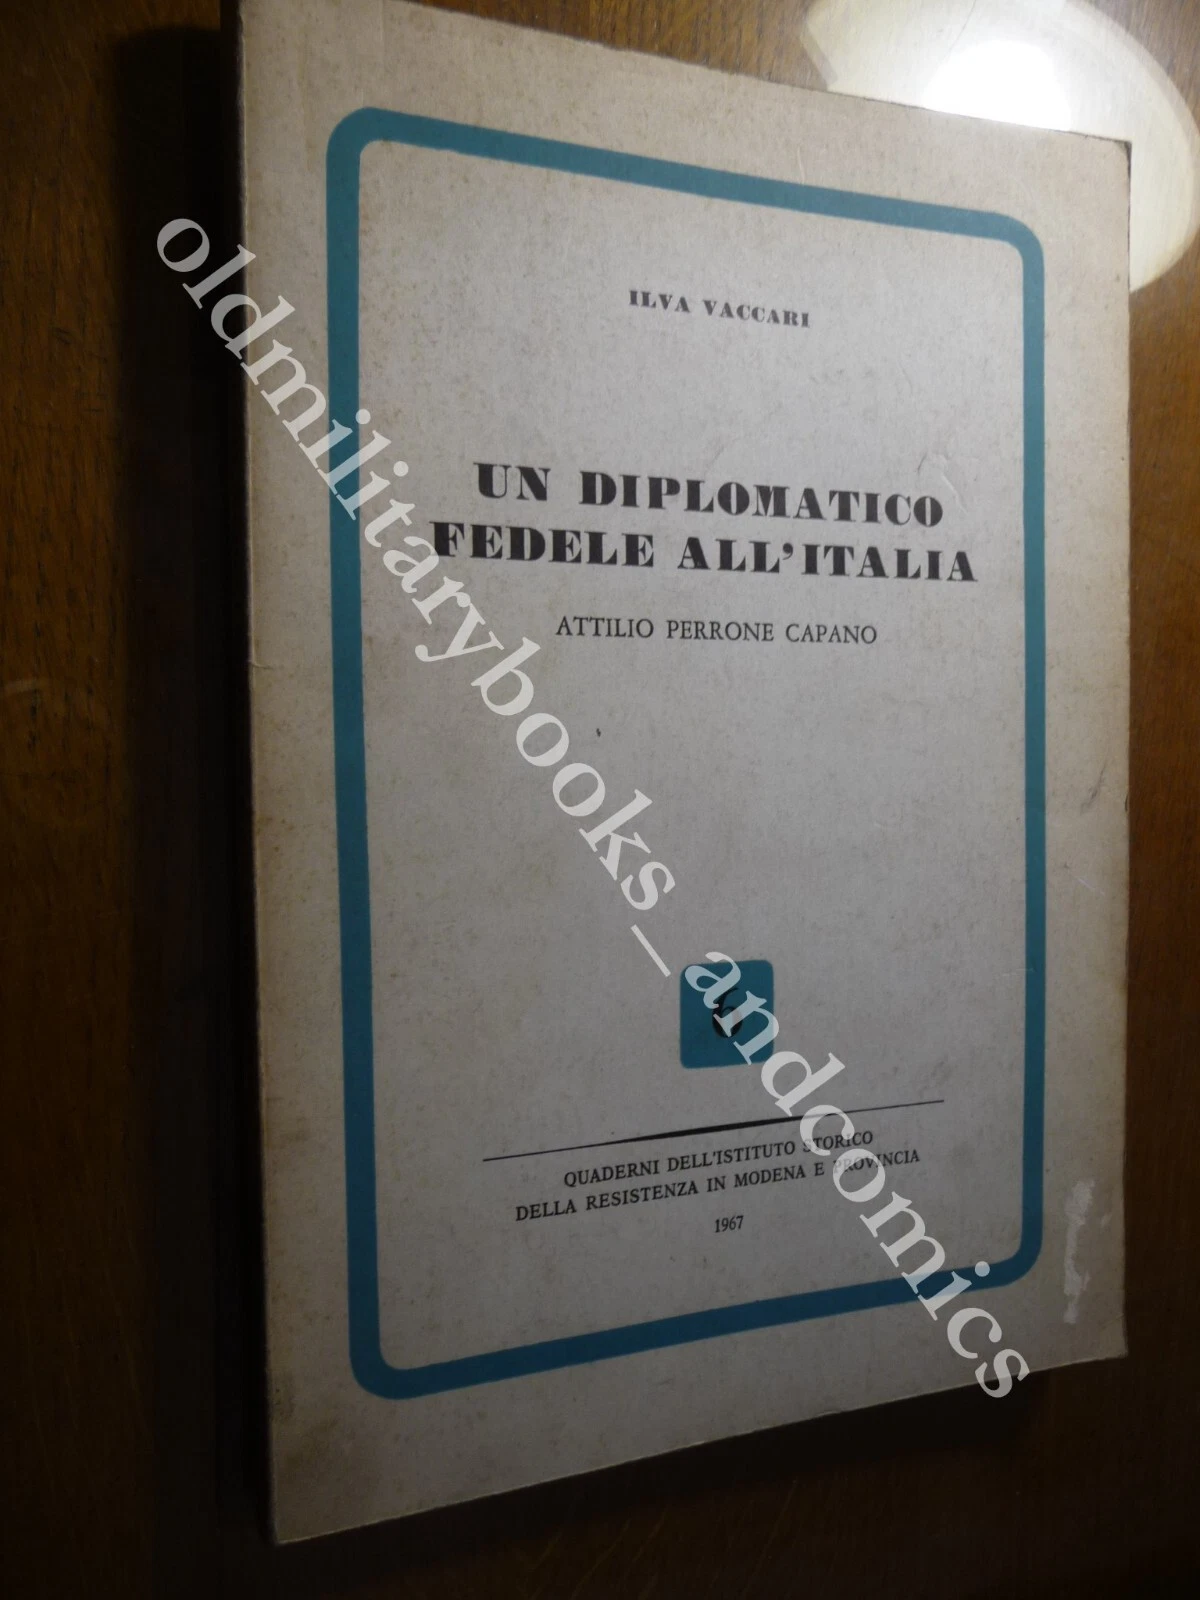 ILVA VACCARI
UN DIPLOMATICO
FEDELE ALL'ITALIA
ATTILIO PERRONE CAPANO
6
QUADERNI DELL'ISTITUTO STORICO
DELLA RESISTENZA IN MODENA E PROVINCIA
1967
oldmilitarybooks_andcomics